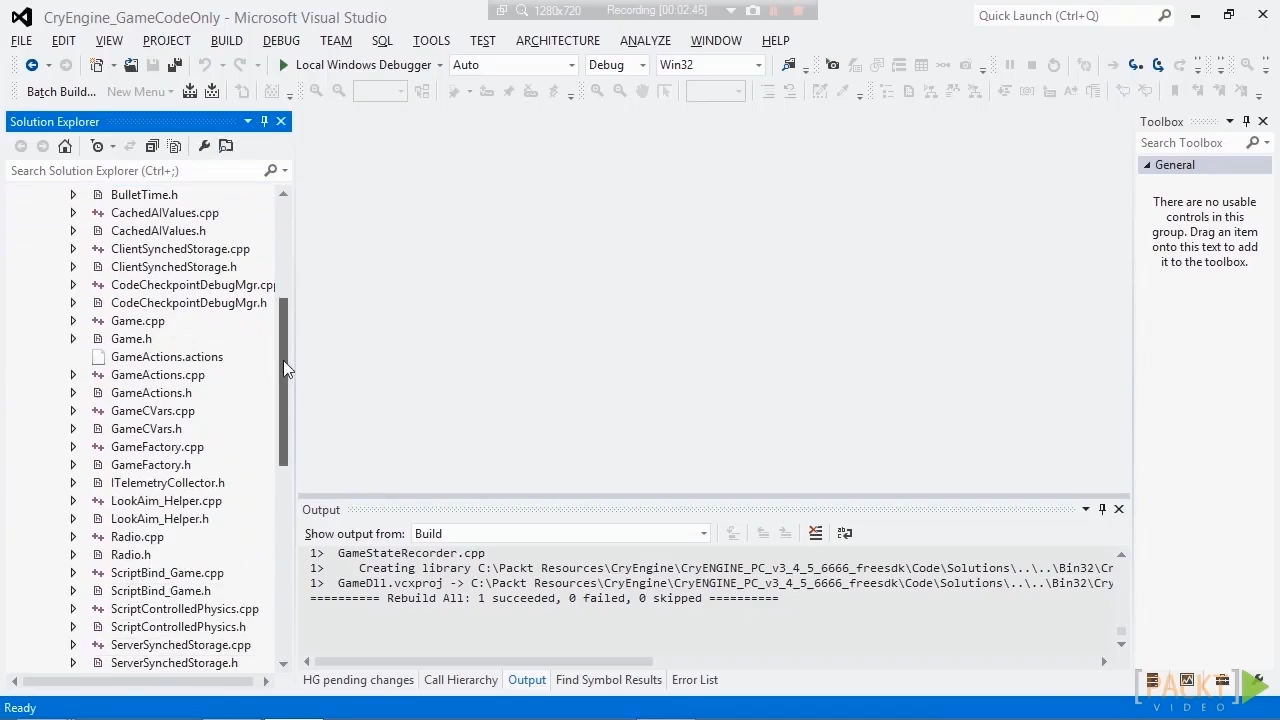 CryEngine_GameCodeOnly - Microsoft Visual Studio
1280x720
Recording [00:02:45]
Quick Launch (Ctrl+Q)
FILE EDIT VIEW PROJECT BUILD DEBUG TEAM SQL TOOLS TEST ARCHITECTURE ANALYZE WINDOW HELP
Local Windows Debugger Auto Debug Win32
Batch Build... New Menu
Solution Explorer
Search Solution Explorer (Ctrl+;)
BulletTime.h
CachedAIValues.cpp
CachedAIValues.h
ClientSynchedStorage.cpp
ClientSynchedStorage.h
CodeCheckpointDebugMgr.cpp
CodeCheckpointDebugMgr.h
Game.cpp
Game.h
GameActions.actions
GameActions.cpp
GameActions.h
GameCVars.cpp
GameCVars.h
GameFactory.cpp
GameFactory.h
ITelemetryCollector.h
LookAim_Helper.cpp
LookAim_Helper.h
Radio.cpp
Radio.h
ScriptBind_Game.cpp
ScriptBind_Game.h
ScriptControlledPhysics.cpp
ScriptControlledPhysics.h
ServerSynchedStorage.cpp
ServerSynchedStorage.h
Output
Show output from: Build
1> GameStateRecorder.cpp
1> Creating library C:\Packt Resources\CryEngine\CryENGINE_PC_v3_4_5_6666_freesdk\Code\Solutions\..\..\Bin32\Cr
1> GameDll.vcxproj -> C:\Packt Resources\CryEngine\CryENGINE_PC_v3_4_5_6666_freesdk\Code\Solutions\..\..\Bin32\Cry
========== Rebuild All: 1 succeeded, 0 failed, 0 skipped ==========
HG pending changes Call Hierarchy Output Find Symbol Results Error List
Toolbox
Search Toolbox
General
There are no usable
controls in this
group. Drag an item
onto this text to add
it to the toolbox.
Ready
[PACKT]
VIDEO